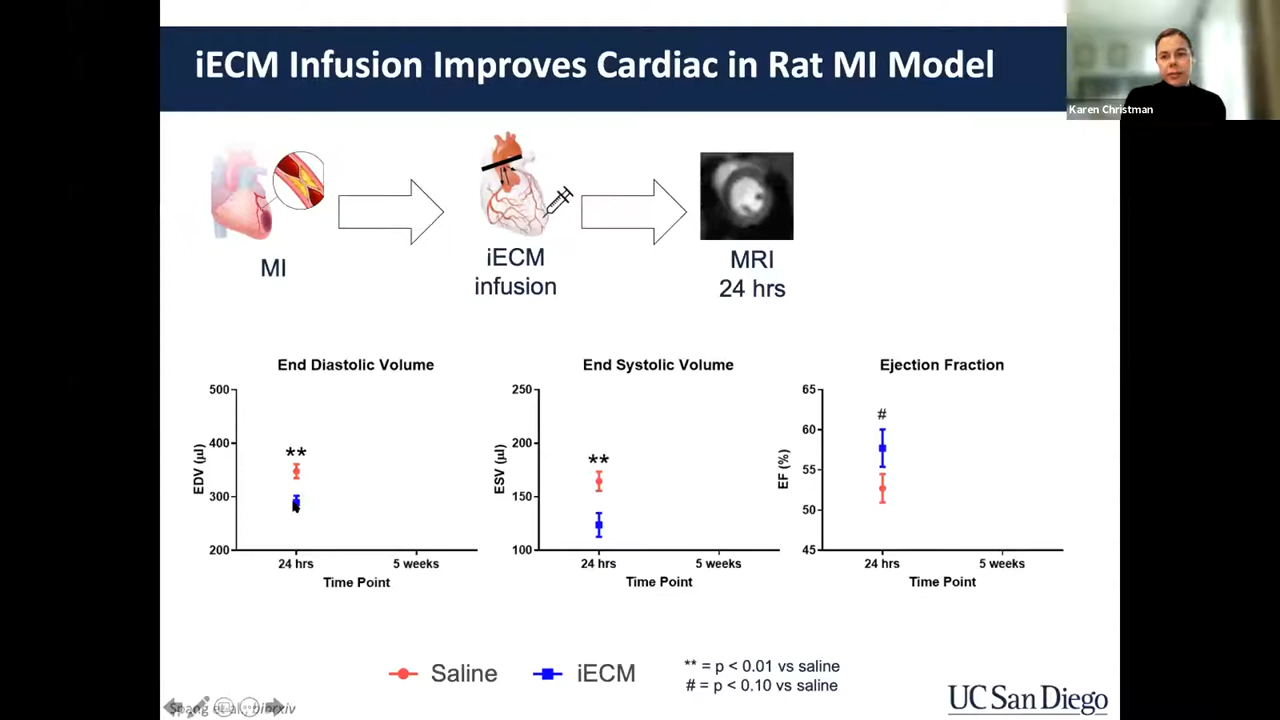 iECM Infusion Improves Cardiac in Rat MI Model
Karen Christman
MI
iECM
infusion
MRI
24 hrs
End Diastolic Volume
500
400
300
200
EDV (µl)
**
24 hrs
5 weeks
Time Point
End Systolic Volume
250
200
150
100
ESV (µl)
**
24 hrs
5 weeks
Time Point
Ejection Fraction
65
60
55
50
45
EF (%)
#
24 hrs
5 weeks
Time Point
Saline
iECM
** = p < 0.01 vs saline
# = p < 0.10 vs saline
biorxiv
UC San Diego